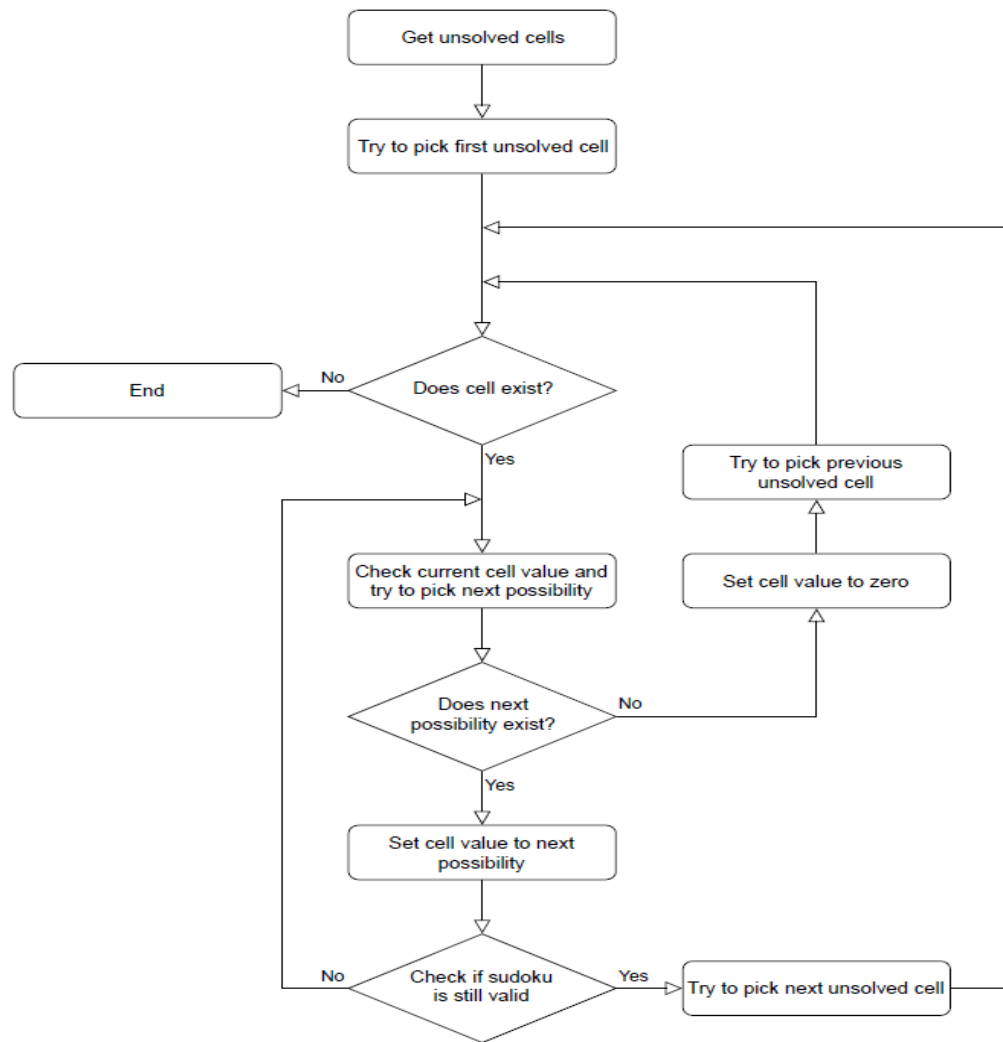 Get unsolved cells
Try to pick first unsolved cell
No
Does cell exist?
End
Yes
Try to pick previous
unsolved cell
Check current cell value and
try to pick next possibility
Set cell value to zero
Does next
possibility exist?
No
Yes
Set cell value to next
possibility
No
Check if sudoku
is still valid
Yes
Try to pick next unsolved cell